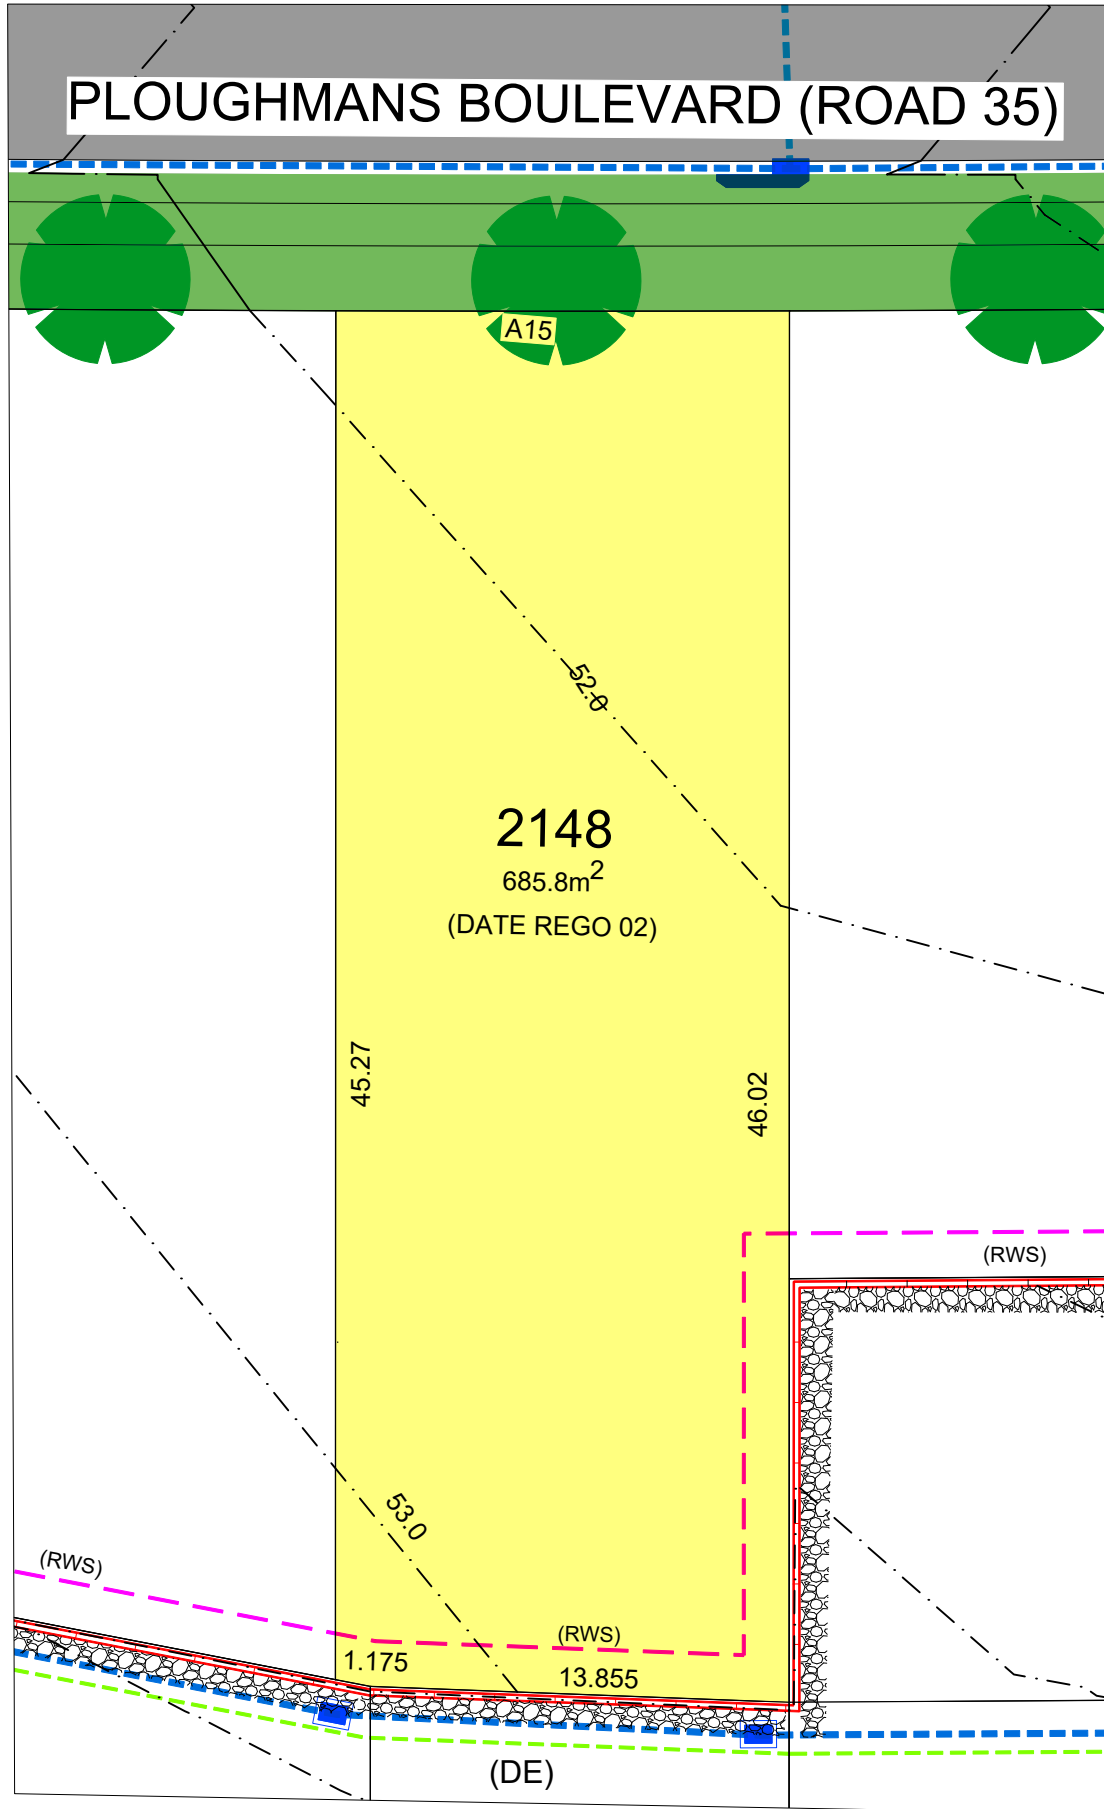 PLOUGHMANS BOULEVARD (ROAD 35)
A15
52.0
2148
685.8m²
(DATE REGO 02)
45.27
46.02
(RWS)
53.0
(RWS)
(RWS)
1.175
13.855
(DE)